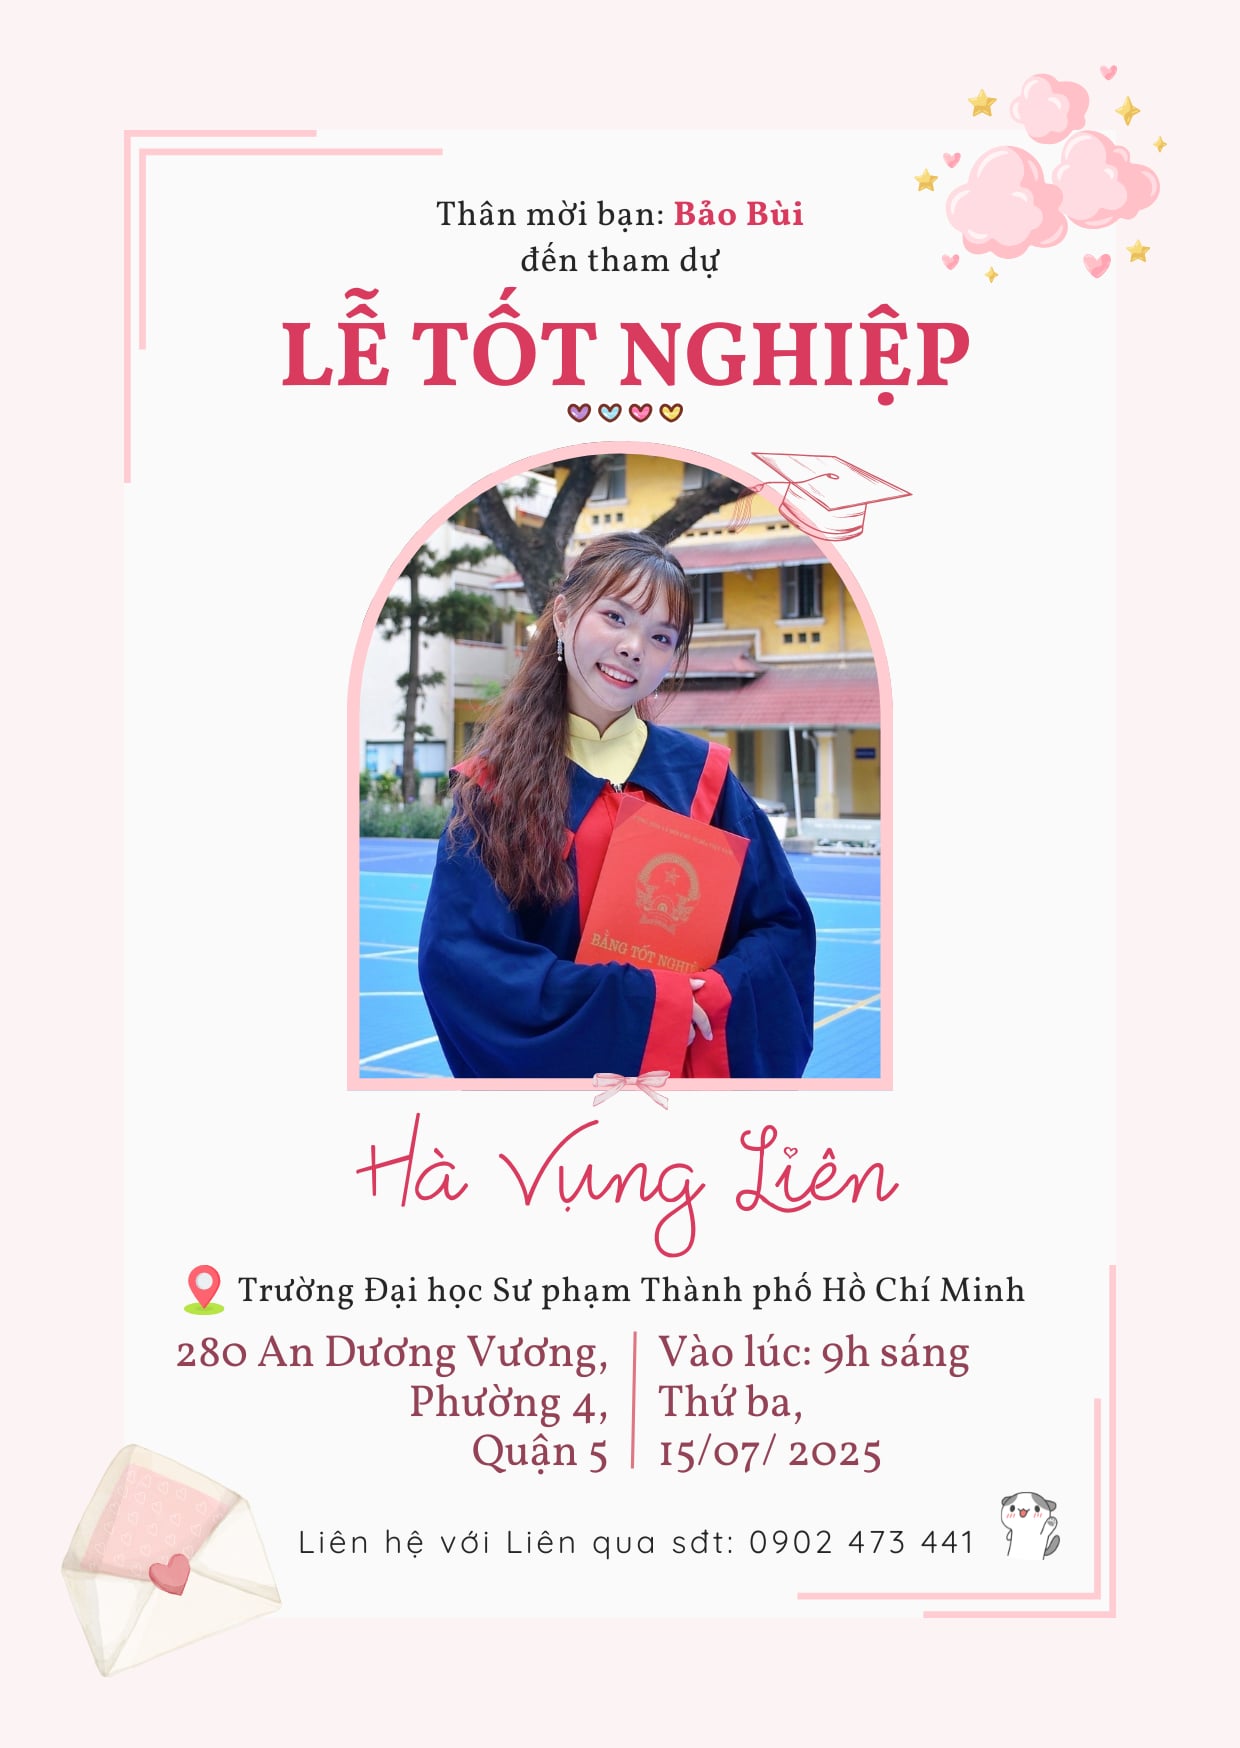 Thân mời bạn: Bảo Bùi
đến tham dự
LỄ TỐT NGHIỆP
BẰNG TỐT NGHIỆ
Hà Vụng Liên
Trường Đại học Sư phạm Thành phố Hồ Chí Minh
280 An Dương Vương,
Phường 4,
Quận 5
Vào lúc: 9h sáng
Thứ ba,
15/07/ 2025
Liên hệ với Liên qua sđt: 0902 473 441